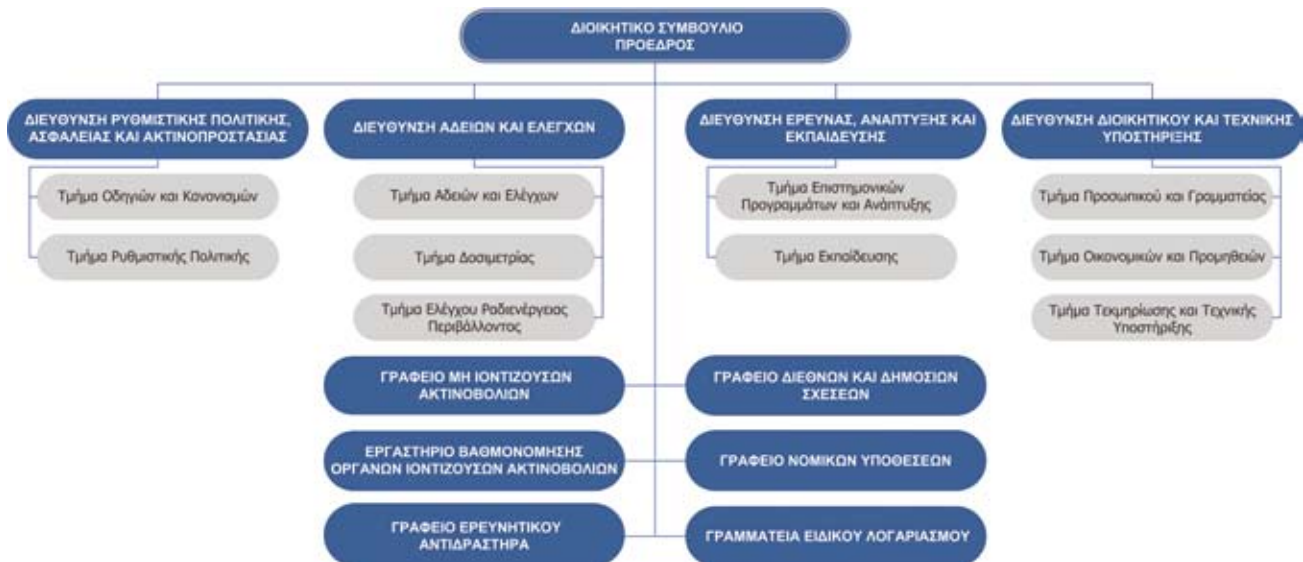 ΔΙΟΙΚΗΤΙΚΟ ΣΥΜΒΟΥΛΙΟ
ΠΡΟΕΔΡΟΣ
ΔΙΕΥΘΥΝΣΗ ΡΥΘΜΙΣΤΙΚΗΣ ΠΟΛΙΤΙΚΗΣ,
ΑΣΦΑΛΕΙΑΣ ΚΑΙ ΑΚΤΙΝΟΠΡΟΣΤΑΣΙΑΣ
Τμήμα Οδηγιών και Κανονισμών
Τμήμα Ρυθμιστικής Πολιτικής
ΔΙΕΥΘΥΝΣΗ ΑΔΕΙΩΝ ΚΑΙ ΕΛΕΓΧΩΝ
Τμήμα Αδειών και Ελέγχων
Τμήμα Δοσιμετρίας
Τμήμα Ελέγχου Ραδιενέργειας
Περιβάλλοντος
ΔΙΕΥΘΥΝΣΗ ΕΡΕΥΝΑΣ, ΑΝΑΠΤΥΞΗΣ ΚΑΙ
ΕΚΠΑΙΔΕΥΣΗΣ
Τμήμα Επιστημονικών
Προγραμμάτων και Ανάπτυξης
Τμήμα Εκπαίδευσης
ΔΙΕΥΘΥΝΣΗ ΔΙΟΙΚΗΤΙΚΟΥ ΚΑΙ ΤΕΧΝΙΚΗΣ
ΥΠΟΣΤΗΡΙΞΗΣ
Τμήμα Προσωπικού και Γραμματείας
Τμήμα Οικονομικών και Προμηθειών
Τμήμα Τεκμηρίωσης και Τεχνικής
Υποστήριξης
ΓΡΑΦΕΙΟ ΜΗ ΙΟΝΤΙΖΟΥΣΩΝ
ΑΚΤΙΝΟΒΟΛΙΩΝ
ΓΡΑΦΕΙΟ ΔΙΕΘΝΩΝ ΚΑΙ ΔΗΜΟΣΙΩΝ
ΣΧΕΣΕΩΝ
ΕΡΓΑΣΤΗΡΙΟ ΒΑΘΜΟΝΟΜΗΣΗΣ
ΟΡΓΑΝΩΝ ΙΟΝΤΙΖΟΥΣΩΝ ΑΚΤΙΝΟΒΟΛΙΩΝ
ΓΡΑΦΕΙΟ ΝΟΜΙΚΩΝ ΥΠΟΘΕΣΕΩΝ
ΓΡΑΦΕΙΟ ΕΡΕΥΝΗΤΙΚΟΥ
ΑΝΤΙΔΡΑΣΤΗΡΑ
ΓΡΑΜΜΑΤΕΙΑ ΕΙΔΙΚΟΥ ΛΟΓΑΡΙΑΣΜΟΥ